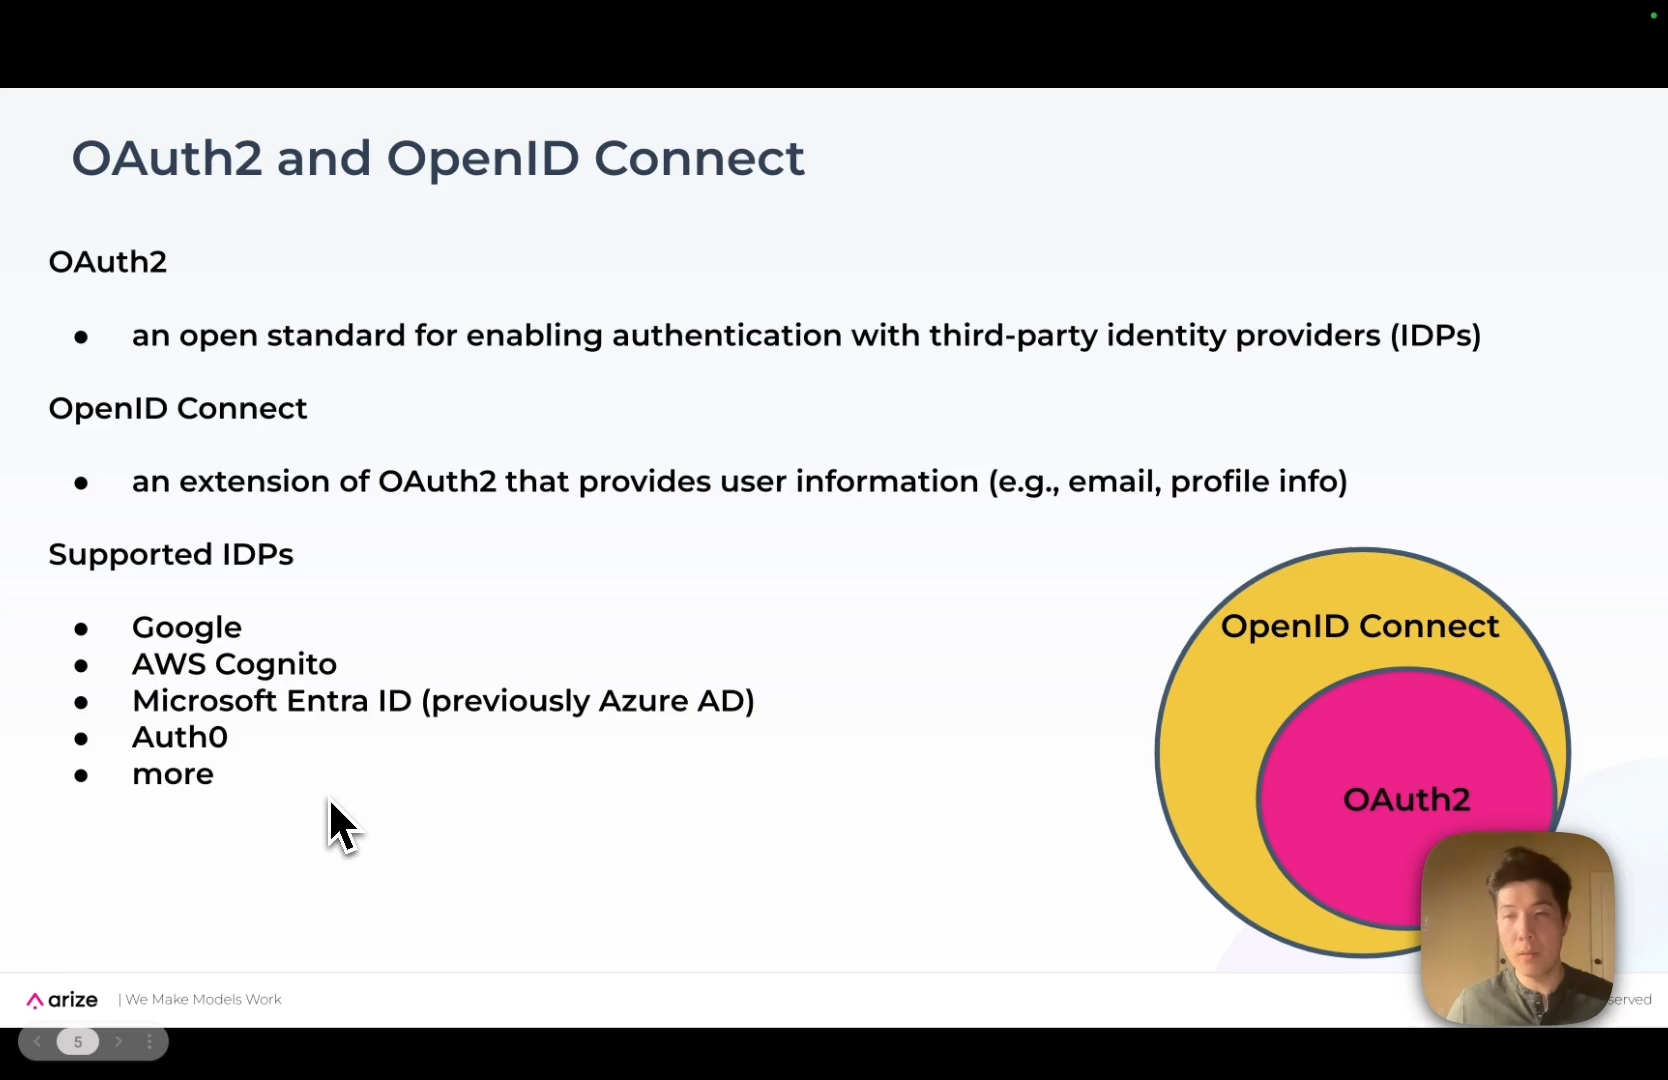 OAuth2 and OpenID Connect
OAuth2
● an open standard for enabling authentication with third-party identity providers (IDPs)
OpenID Connect
● an extension of OAuth2 that provides user information (e.g., email, profile info)
Supported IDPs
● Google
● AWS Cognito
● Microsoft Entra ID (previously Azure AD)
● Auth0
● more
OpenID Connect
OAuth2
arize | We Make Models Work
5